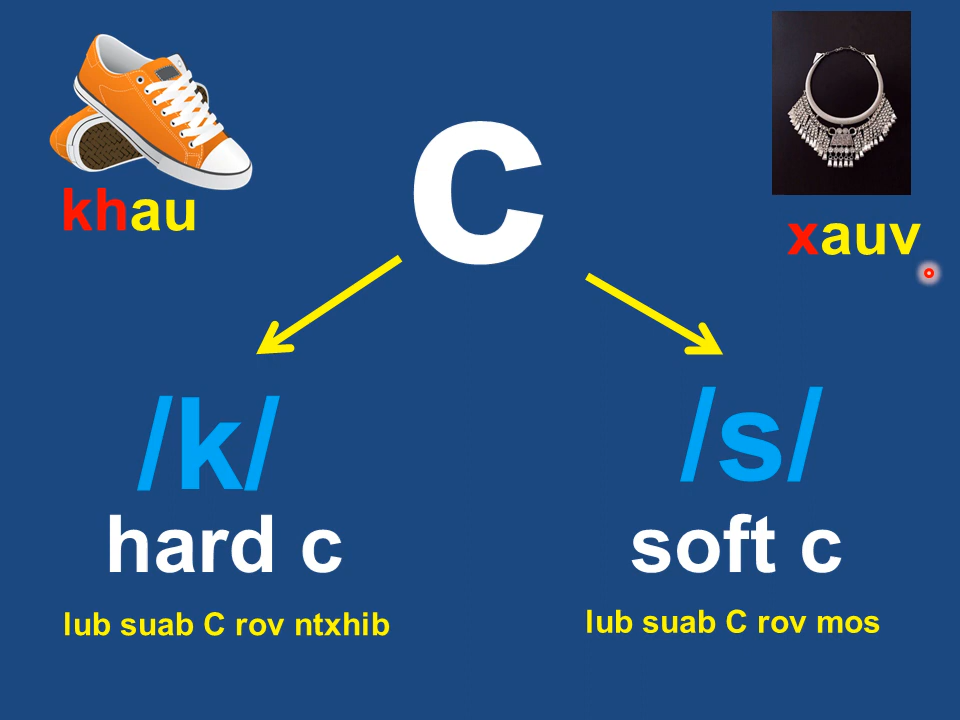 khau
c
xauv
/k/
hard c
lub suab C rov ntxhib
/s/
soft c
lub suab C rov mos